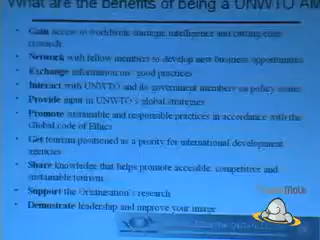 What are the benefits of being a UNWTO AM
• Gain access to worldwide strategic intelligence and cutting-edge
research
• Network with fellow members to develop new business opportunities
• Exchange information on "good practices
• Interact with UNWTO and its government members on policy issues
• Provide input in UNWTO's global strategies
• Promote sustainable and responsible practices in accordance with the
Global code of Ethics
• Get tourism positioned as a priority for international development
agencies
• Share knowledge that helps promote accessible, competitive and
sustainable tourism
• Support the Organization's research
• Demostrate leadership and improve your image